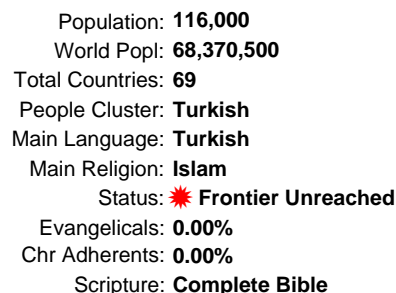 Population: 116,000
World Popl: 68,370,500
Total Countries: 69
People Cluster: Turkish
Main Language: Turkish
Main Religion: Islam
Status: Frontier Unreached
Evangelicals: 0.00%
Chr Adherents: 0.00%
Scripture: Complete Bible